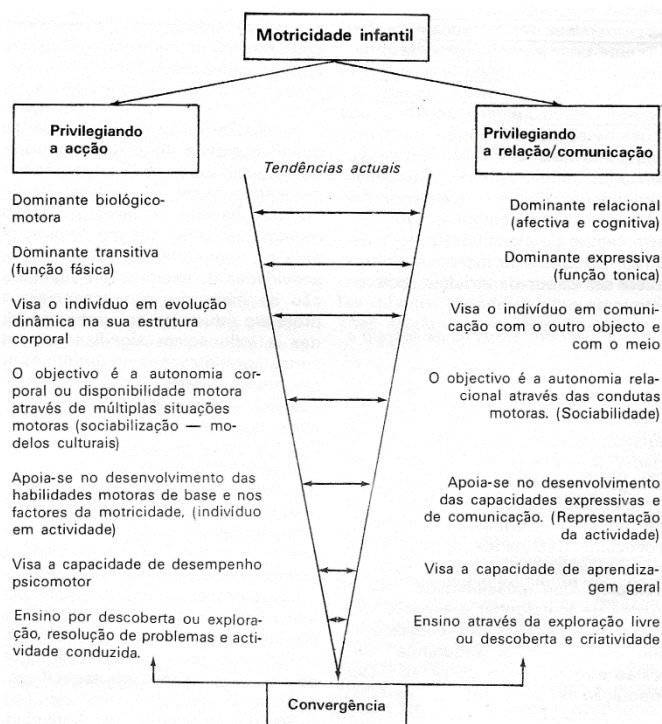 Motricidade infantil
Privilegiando
a acção
Privilegiando
a relação/comunicação
Tendências actuais
Dominante biológico-
motora
Dominante relacional
(afectiva e cognitiva)
Dominante transitiva
(função fásica)
Dominante expressiva
(função tonica)
Visa o indivíduo em evolução
dinâmica na sua estrutura
corporal
Visa o indivíduo em comuni-
cação com o outro objecto e
com o meio
O objectivo é a autonomia cor-
poral ou disponibilidade motora
através de múltiplas situações
motoras (sociabilização — mo-
delos culturais)
O objectivo é a autonomia rela-
cional através das condutas
motoras. (Sociabilidade)
Apoia-se no desenvolvimento das
habilidades motoras de base e nos
factores da motricidade, (indivíduo
em actividade)
Apoia-se no desenvolvimento
das capacidades expressivas e
de comunicação. (Representação
da actividade)
Visa a capacidade de desempenho
psicomotor
Visa a capacidade de aprendiza-
gem geral
Ensino por descoberta ou explora-
ção, resolução de problemas e acti-
vidade conduzida.
Ensino através da exploração livre
ou descoberta e criatividade
Convergência